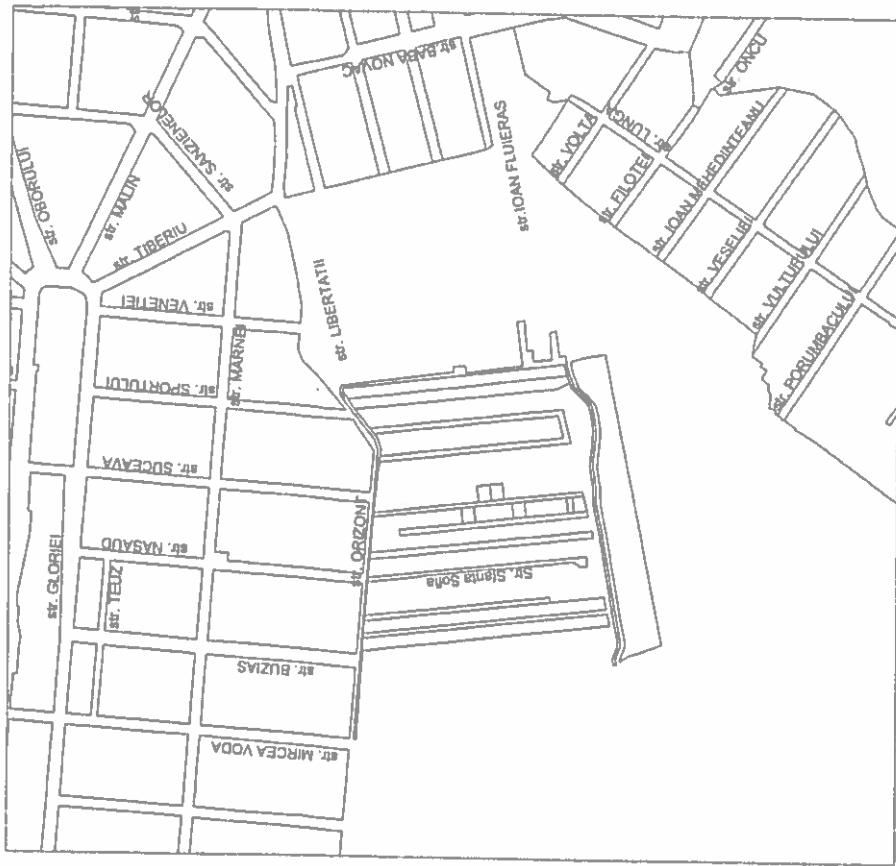 str. BABA NOVAC
str. ONCU
str. SANZIENELOR
str. OBORULUI
str. MALIN
str. LUNGA
str. VOLTA
str. FILOTEI
str. IOAN MEHEDINTEANU
str. IOAN FLUIERAS
str. TIBERIU
str. VESELIEI
str. VULTURULUI
str. VENETIEI
str. LIBERTATII
str. MARNEI
str. PORUMBACULUI
str. SPORTULUI
str. SUCEAVA
str. ORIZONT
str. NASAUD
str. GLORIEI
str. TEUZ
Str. Sfanta Sofia
str. BUZIAS
str. MIRCEA VODA